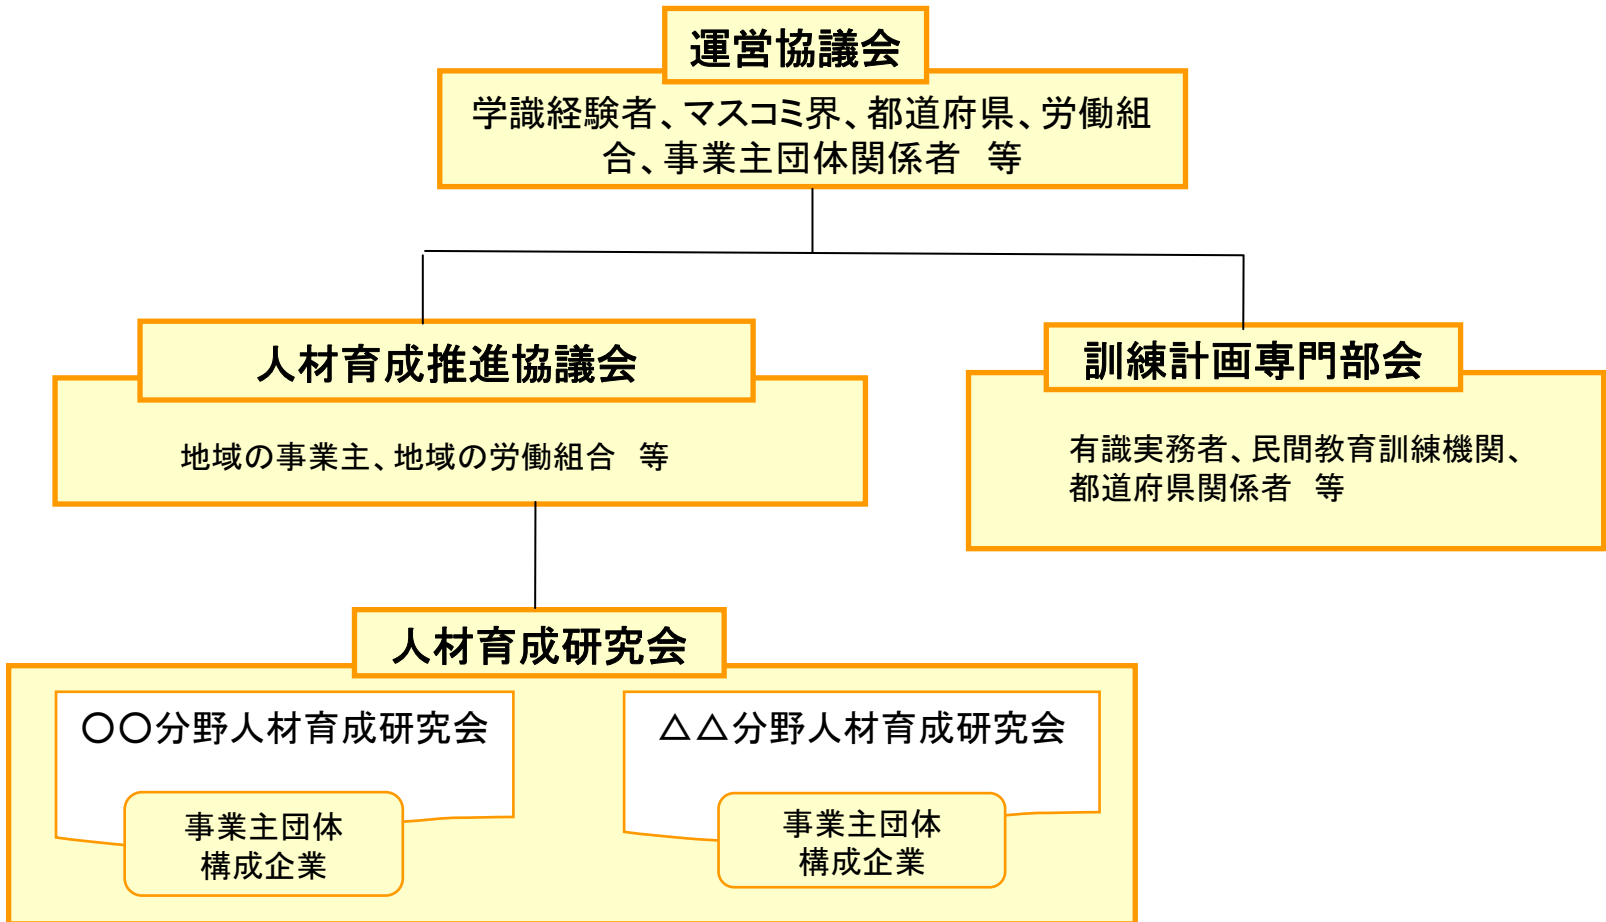 運営協議会
学識経験者、マスコミ界、都道府県、労働組
合、事業主団体関係者　等
人材育成推進協議会
地域の事業主、地域の労働組合　等
訓練計画専門部会
有識実務者、民間教育訓練機関、
都道府県関係者　等
人材育成研究会
〇〇分野人材育成研究会
事業主団体
構成企業
△△分野人材育成研究会
事業主団体
構成企業